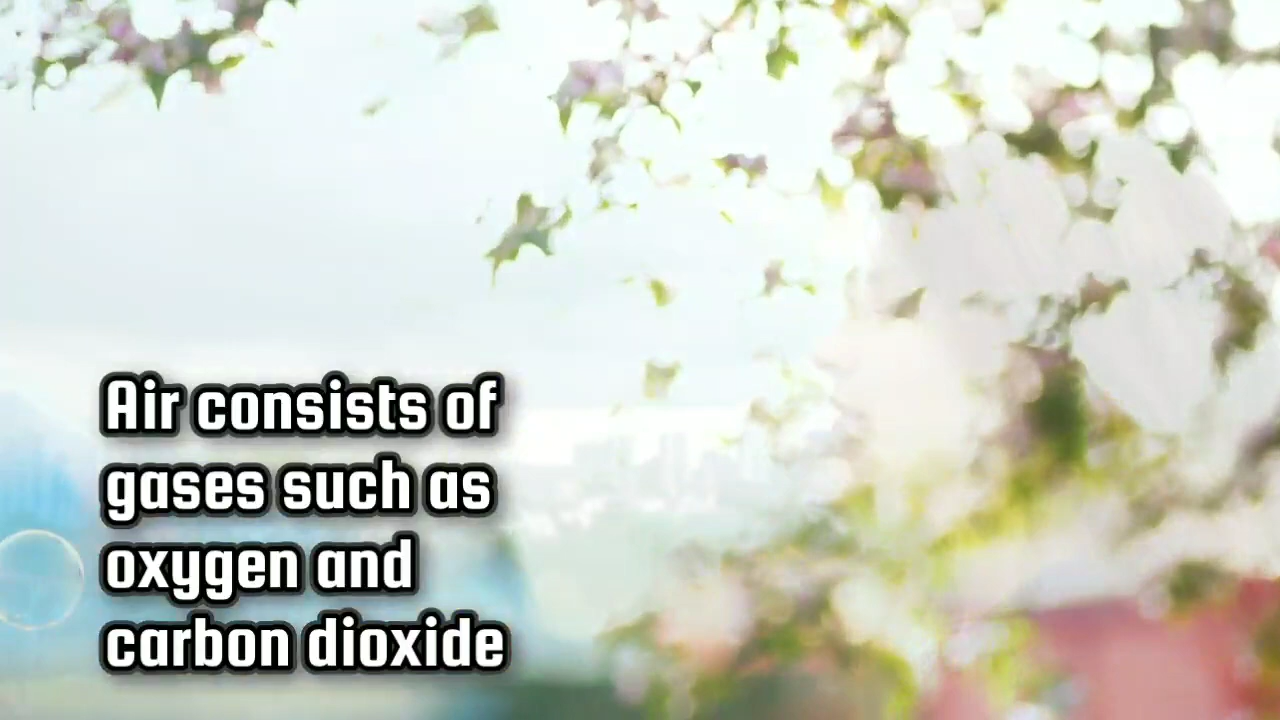 Air consists of
gases such as
oxygen and
carbon dioxide